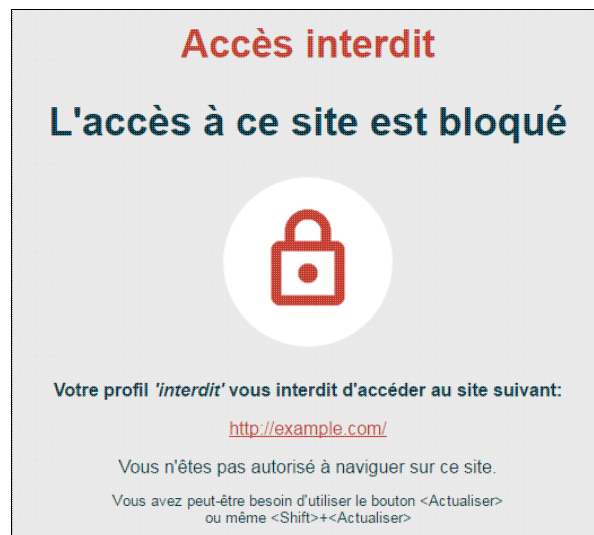 Accès interdit
L'accès à ce site est bloqué
Votre profil 'interdit' vous interdit d'accéder au site suivant:
http://example.com/
Vous n'êtes pas autorisé à naviguer sur ce site.
Vous avez peut-être besoin d'utiliser le bouton <Actualiser>
ou même <Shift>+<Actualiser>